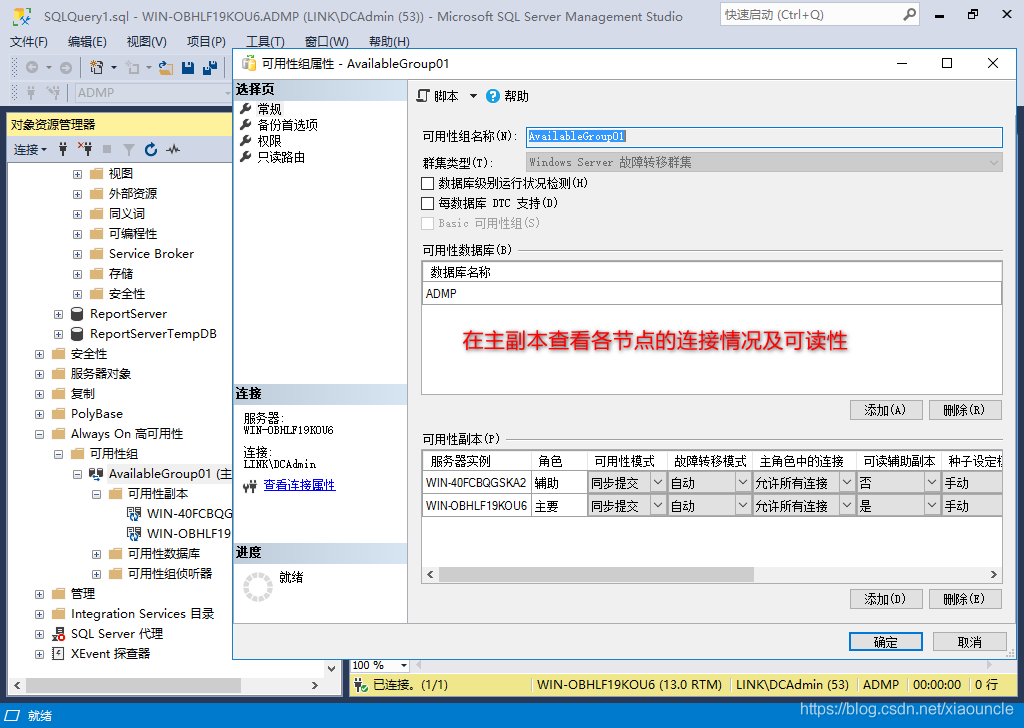 SQLQuery1.sql - WIN-OBHLF19KOU6.ADMP (LINK\DCAdmin (53)) - Microsoft SQL Server Management Studio
快速启动 (Ctrl+Q)
文件(F) 编辑(E) 视图(V) 项目(P) 工具(T) 窗口(W) 帮助(H)
ADMP
对象资源管理器
连接
视图
外部资源
同义词
可编程性
Service Broker
存储
安全性
ReportServer
ReportServerTempDB
安全性
服务器对象
复制
PolyBase
Always On 高可用性
可用性组
AvailableGroup01 (主
可用性副本
WIN-40FCBQG
WIN-OBHLF19
可用性数据库
可用性组侦听器
管理
Integration Services 目录
SQL Server 代理
XEvent 探查器
可用性组属性 - AvailableGroup01
选择页
常规
备份首选项
权限
只读路由
连接
服务器:
WIN-OBHLF19KOU6
连接:
LINK\DCAdmin
查看连接属性
进度
就绪
脚本 帮助
可用性组名称(N): AvailableGroup01
群集类型(T): Windows Server 故障转移群集
数据库级别运行状况检测(H)
每数据库 DTC 支持(D)
Basic 可用性组(S)
可用性数据库(B)
数据库名称
ADMP
在主副本查看各节点的连接情况及可读性
添加(A) 删除(R)
可用性副本(P)
服务器实例 角色 可用性模式 故障转移模式 主角色中的连接 可读辅助副本 种子设定模
WIN-40FCBQGSKA2 辅助 同步提交 自动 允许所有连接 否 手动
WIN-OBHLF19KOU6 主要 同步提交 自动 允许所有连接 是 手动
添加(D) 删除(E)
确定 取消
100 %
已连接。(1/1) WIN-OBHLF19KOU6 (13.0 RTM) LINK\DCAdmin (53) ADMP 00:00:00 0 行
就绪
https://blog.csdn.net/xiaouncle